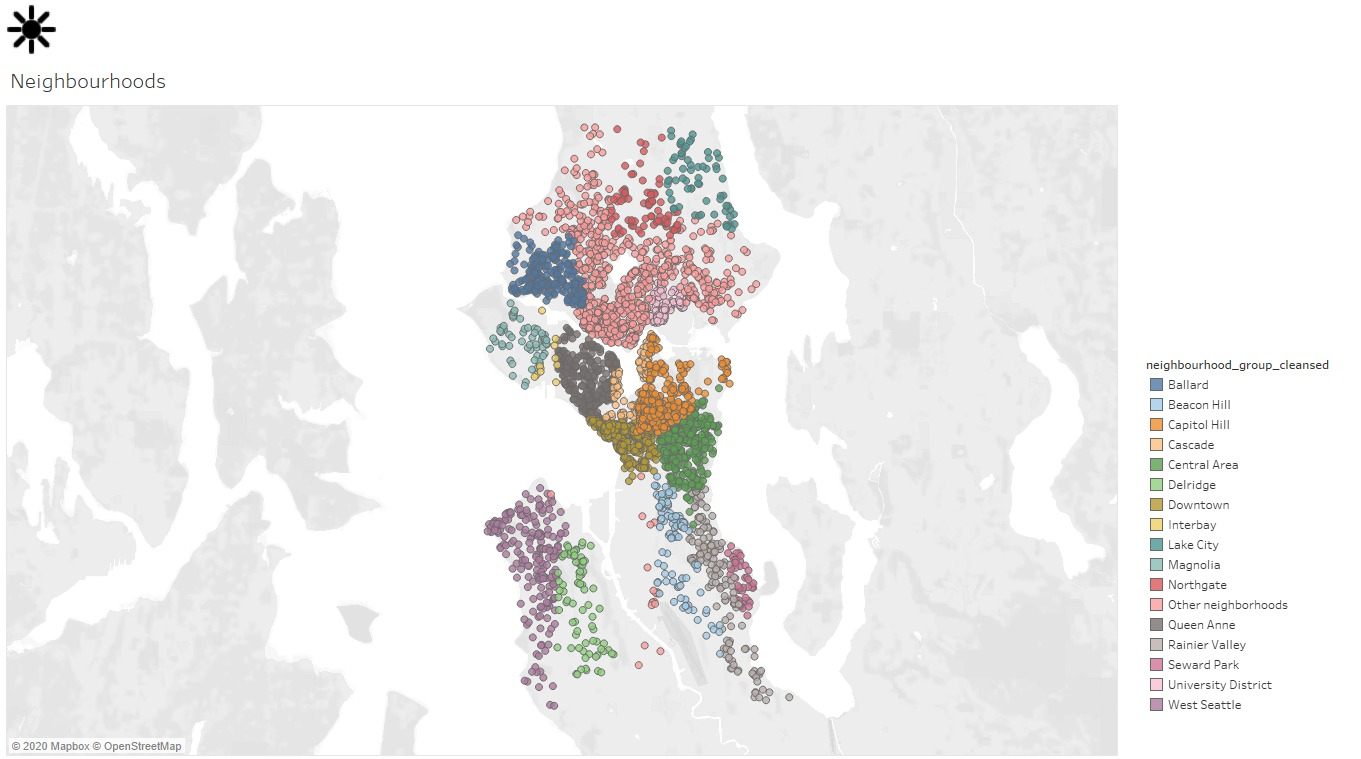 Neighbourhoods
neighbourhood_group_cleansed
Ballard
Beacon Hill
Capitol Hill
Cascade
Central Area
Delridge
Downtown
Interbay
Lake City
Magnolia
Northgate
Other neighborhoods
Queen Anne
Rainier Valley
Seward Park
University District
West Seattle
© 2020 Mapbox © OpenStreetMap